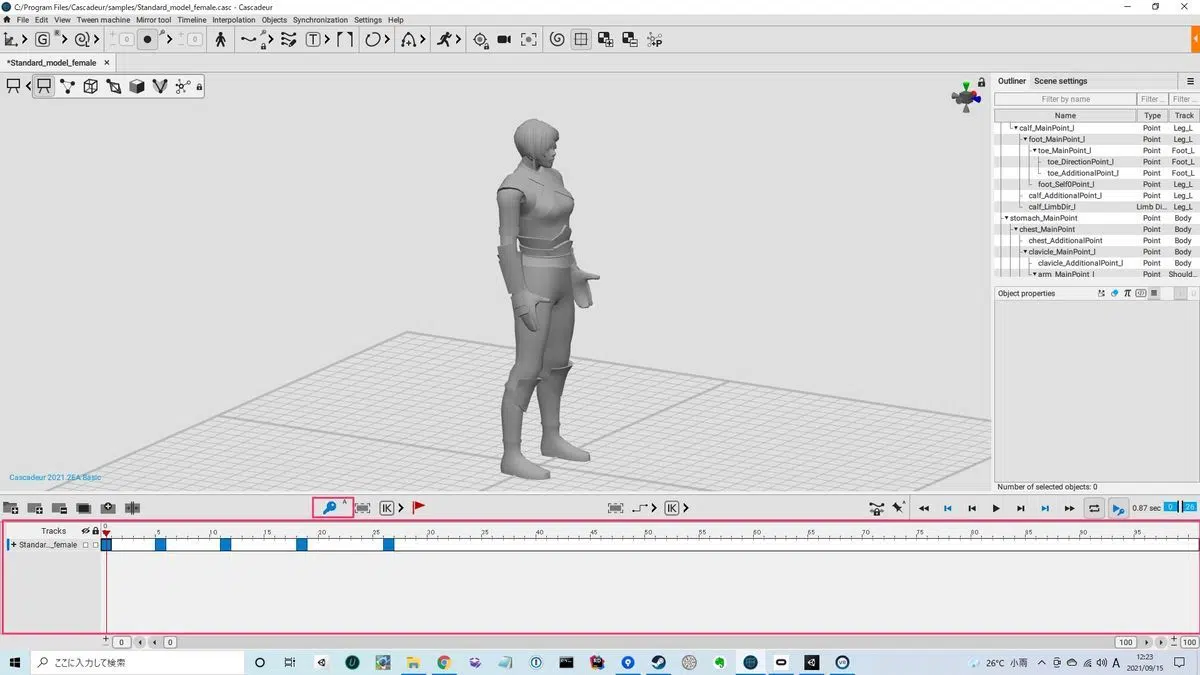 C:/Program Files/Cascadeur/samples/Standard_model_female.casc - Cascadeur
File Edit View Tween machine Mirror tool Timeline Interpolation Objects Synchronization Settings Help
0 0
*Standard_model_female
Outliner Scene settings
Filter by name Filter... Filter...
Name Type Track
calf_MainPoint_l Point Leg_L
foot_MainPoint_l Point Leg_L
toe_MainPoint_l Point Foot_L
toe_DirectionPoint_l Point Foot_L
toe_AdditionalPoint_l Point Foot_L
foot_Self0Point_l Point Leg_L
calf_AdditionalPoint_l Point Leg_L
calf_LimbDir_l Limb Di... Leg_L
stomach_MainPoint Point Body
chest_MainPoint Point Body
chest_AdditionalPoint Point Body
clavicle_MainPoint_l Point Body
clavicle_AdditionalPoint_l Point Body
arm_MainPoint_l Point Should...
Object properties
Cascadeur 2021.2EA Basic
Number of selected objects: 0
A IK IK A 0.87 sec 0 26
Tracks 0 5 10 15 20 25 30 35 40 45 50 55 60 65 70 75 80 85 90 95
Standar..._female
0 0 100 100
ここに入力して検索
26°C 小雨 A 12:23
2021/09/15